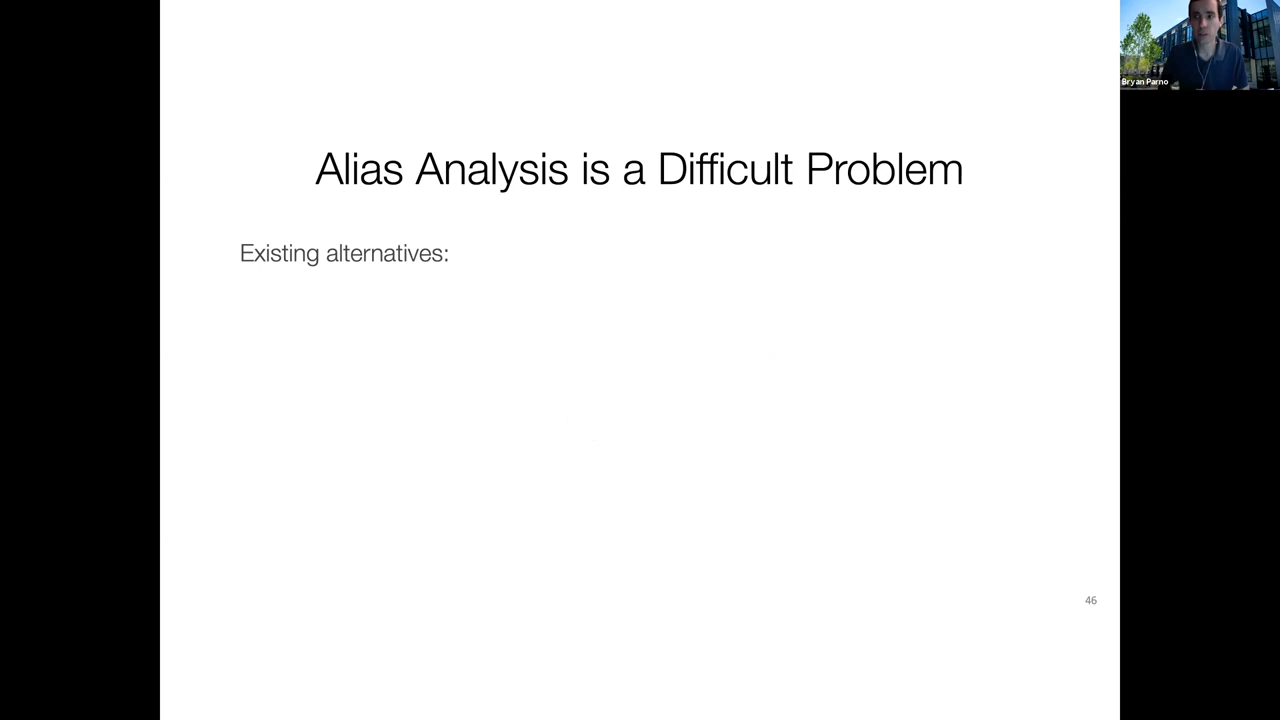 Bryan Parno
Alias Analysis is a Difficult Problem
Existing alternatives:
46